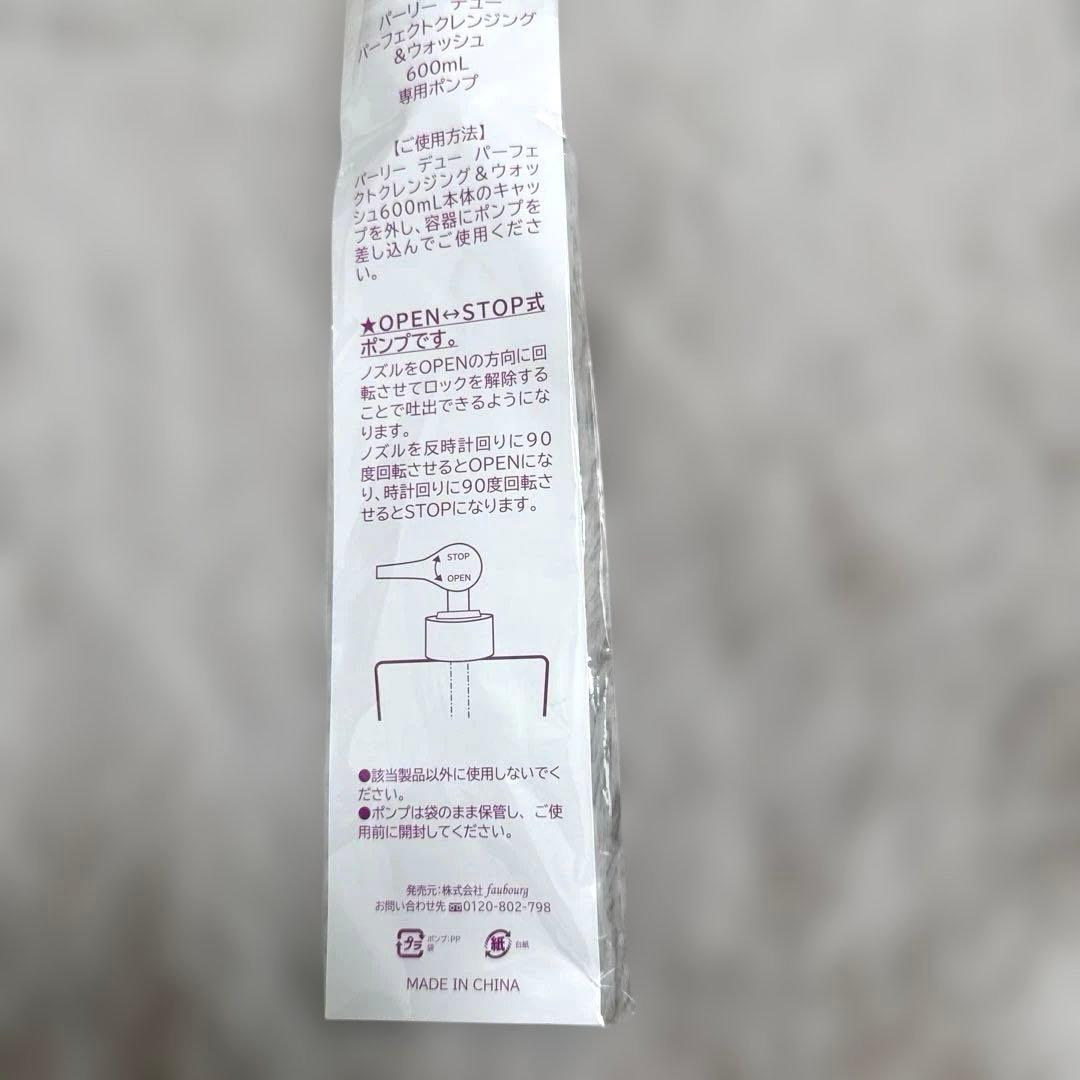 パーリー デュー
パーフェクトクレンジング
&ウォッシュ
600mL
専用ポンプ
【ご使用方法】
パーリー デュー パーフェ
クトクレンジング&ウォッ
シュ600mL本体のキャッ
プを外し、容器にポンプを
差し込んでご使用くださ
い。
★OPEN↔STOP式
ポンプです。
ノズルをOPENの方向に回
転させてロックを解除する
ことで吐出できるようにな
ります。
ノズルを反時計回りに90
度回転させるとOPENにな
り、時計回りに90度回転さ
せるとSTOPになります。
STOP
OPEN
●該当製品以外に使用しないでく
ださい。
●ポンプは袋のまま保管し、ご使
用前に開封してください。
発売元:株式会社 faubourg
お問い合わせ先 0120-802-798
プラ ポンプ:PP
袋
紙 台紙
MADE IN CHINA